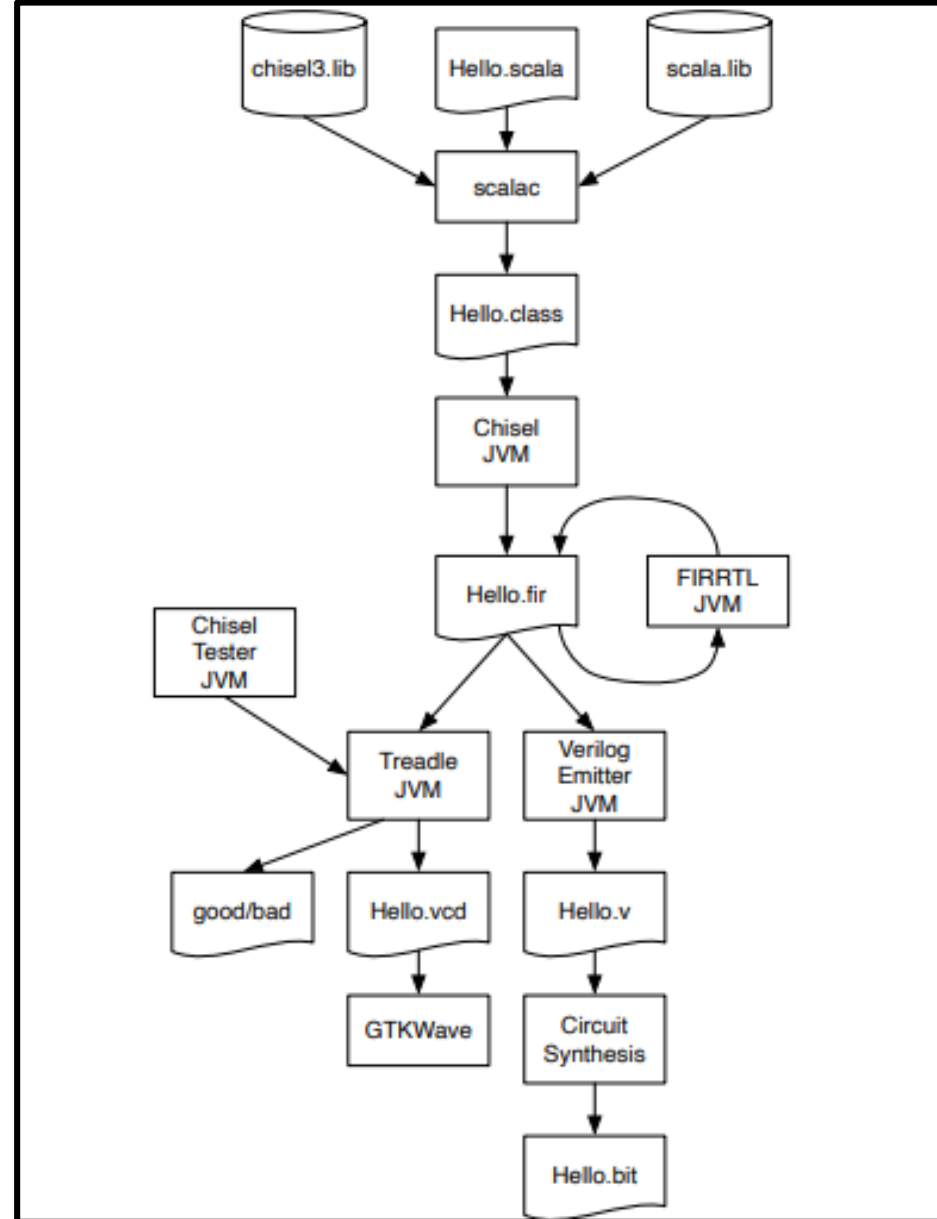 chisel3.lib
Hello.scala
scala.lib
scalac
Hello.class
Chisel
JVM
Hello.fir
FIRRTL
JVM
Chisel
Tester
JVM
Treadle
JVM
Verilog
Emitter
JVM
good/bad
Hello.vcd
Hello.v
GTKWave
Circuit
Synthesis
Hello.bit